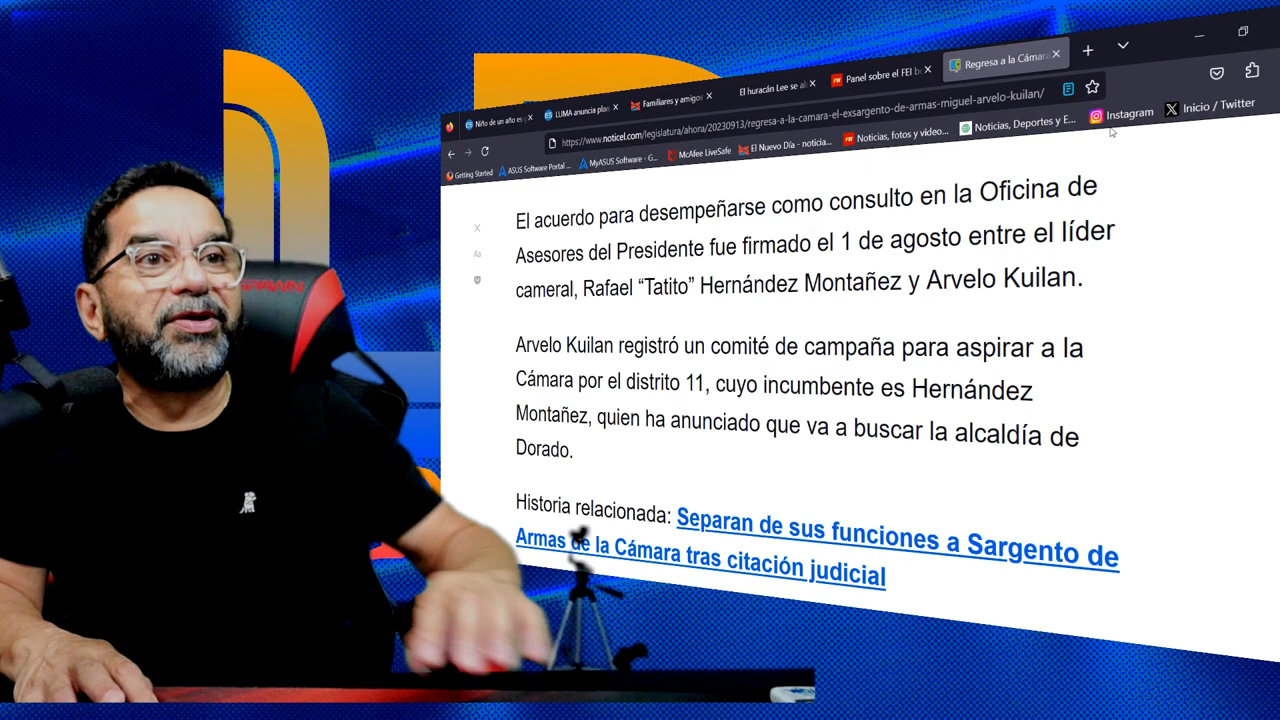 Niño de un año es
LUMA anuncia plan
Familiares y amigos
El huracán Lee se al
Panel sobre el FEI b
Regresa a la Cámara
https://www.noticel.com/legislatura/ahora/20230913/regresa-a-la-camara-el-exsargento-de-armas-miguel-arvelo-kuilan/
Getting Started
ASUS Software Portal ...
MyASUS Software - G...
McAfee LiveSafe
El Nuevo Día - noticia...
Noticias, fotos y video...
Noticias, Deportes y E...
Instagram
Inicio / Twitter
El acuerdo para desempeñarse como consulto en la Oficina de
Asesores del Presidente fue firmado el 1 de agosto entre el líder
cameral, Rafael “Tatito” Hernández Montañez y Arvelo Kuilan.
Arvelo Kuilan registró un comité de campaña para aspirar a la
Cámara por el distrito 11, cuyo incumbente es Hernández
Montañez, quien ha anunciado que va a buscar la alcaldía de
Dorado.
Historia relacionada: Separan de sus funciones a Sargento de
Armas de la Cámara tras citación judicial